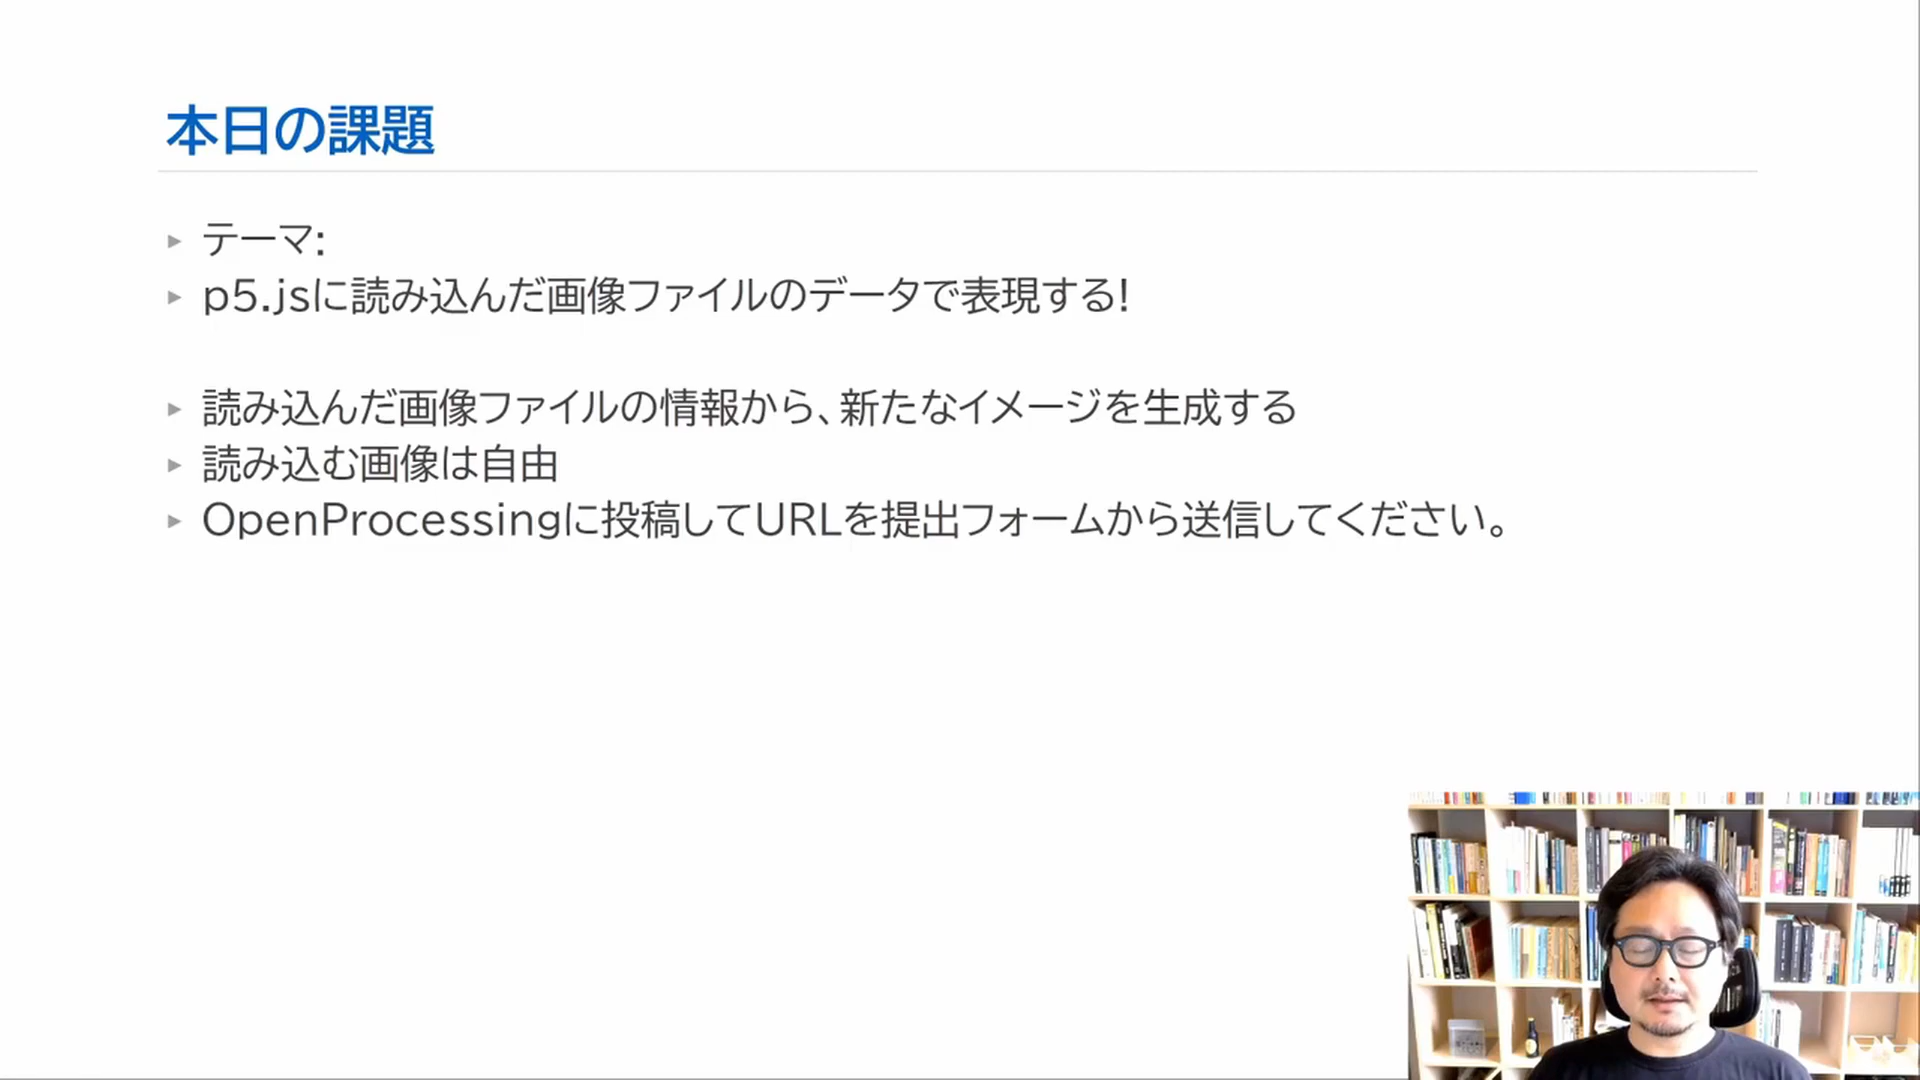 本日の課題
テーマ:
p5.jsに読み込んだ画像ファイルのデータで表現する!
読み込んだ画像ファイルの情報から、新たなイメージを生成する
読み込む画像は自由
OpenProcessingに投稿してURLを提出フォームから送信してください。